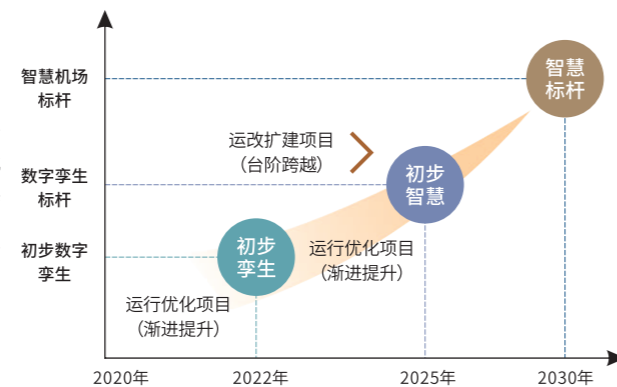 智慧机场
标杆
数字孪生
标杆
初步数字
孪生
智慧
标杆
运改扩建项目
（台阶跨越）
初步
智慧
初步
孪生
运行优化项目
（渐进提升）
运行优化项目
（渐进提升）
2020年
2022年
2025年
2030年